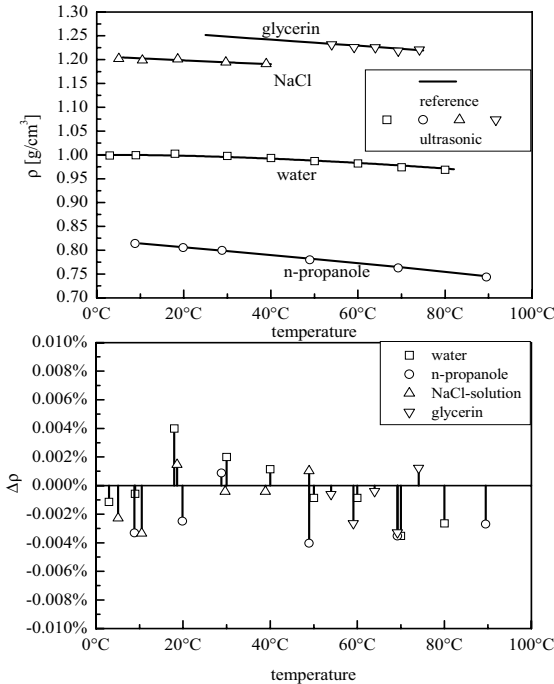 1.30
1.25
1.20
1.15
1.10
1.05
1.00
0.95
0.90
0.85
0.80
0.75
0.70
ρ [g/cm³]
glycerin
NaCl
reference
ultrasonic
water
n-propanole
0°C 20°C 40°C 60°C 80°C 100°C
temperature
0.010%
0.008%
0.006%
0.004%
0.002%
0.000%
-0.002%
-0.004%
-0.006%
-0.008%
-0.010%
Δρ
water
n-propanole
NaCl-solution
glycerin
0°C 20°C 40°C 60°C 80°C 100°C
temperature